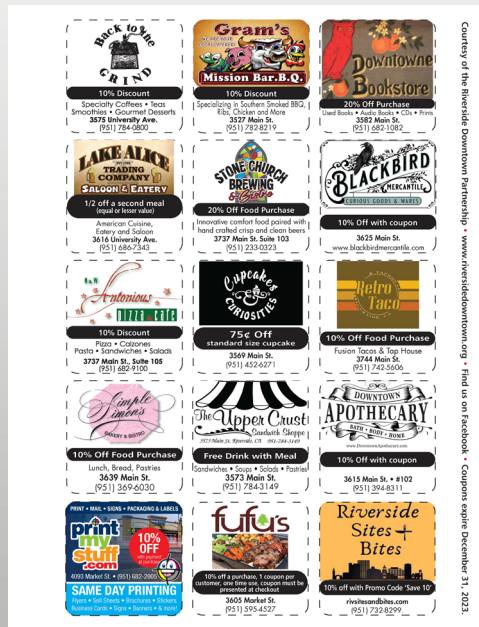 Back to the
GRIND
10% Discount
Specialty Coffees • Teas
Smoothies • Gourmet Desserts
3575 University Ave.
(951) 784-0800
Gram's
Mission Bar.B.Q.
10% Discount
Specializing in Southern Smoked BBQ,
Ribs, Chicken and More
3527 Main St.
(951) 782-8219
Downtowne
Bookstore
20% Off Purchase
Used Books • Audio Books • CDs • Prints
3582 Main St.
(951) 682-1082
LAKE ALICE
TRADING
COMPANY
SALOON & EATERY
1/2 off a second meal
(equal or lesser value)
American Cuisine,
Eatery and Saloon
3616 University Ave.
(951) 686-7343
STONE CHURCH
BREWING
& Bistro
20% Off Food Purchase
Innovative comfort food paired with
hand crafted crisp and clean beers
3737 Main St. Suite 103
(951) 233-0323
BLACKBIRD
MERCANTILE
CURIOUS GOODS & WARES
10% Off with coupon
3625 Main St.
www.blackbirdmercantile.com
Antonious
pizza cafe
10% Discount
Pizza • Calzones
Pasta • Sandwiches • Salads
3737 Main St., Suite 105
(951) 682-9100
Cupcakes
&
CURIOSITIES
75¢ Off
standard size cupcake
3569 Main St.
(951) 452-6271
Retro
Taco
10% Off Food Purchase
Fusion Tacos & Tap House
3744 Main St.
(951) 742-5606
Simple
Simon's
BAKERY & BISTRO
10% Off Food Purchase
Lunch, Bread, Pastries
3639 Main St.
(951) 369-6030
The Upper Crust
Sandwich Shoppe
3573 Main St. Riverside, CA 951-784-3149
Free Drink with Meal
Sandwiches • Soups • Salads • Pastries
3573 Main St.
(951) 784-3149
DOWNTOWN
APOTHECARY
BATH • BODY • HOME
www.DowntownApothecary.com
10% Off with coupon
3615 Main St. • #102
(951) 394-8311
PRINT • MAIL • SIGNS • PACKAGING & LABELS
print
my
stuff
.com
10%
OFF
4093 Market St. • (951) 682-2005
SAME DAY PRINTING
Flyers • Sell Sheets • Brochures • Stickers
Business Cards • Signs • Banners • & more!
fufu's
10% off a purchase, 1 coupon per
customer, one time use, coupon must be
presented at checkout
3605 Market St.
(951) 595-4527
Riverside
Sites +
Bites
10% off with Promo Code 'Save 10'
rivsitesandbites.com
(951) 732-8299
Courtesy of the Riverside Downtown Partnership • www.riversidedowntown.org • Find us on Facebook • Coupons expire December 31, 2023.